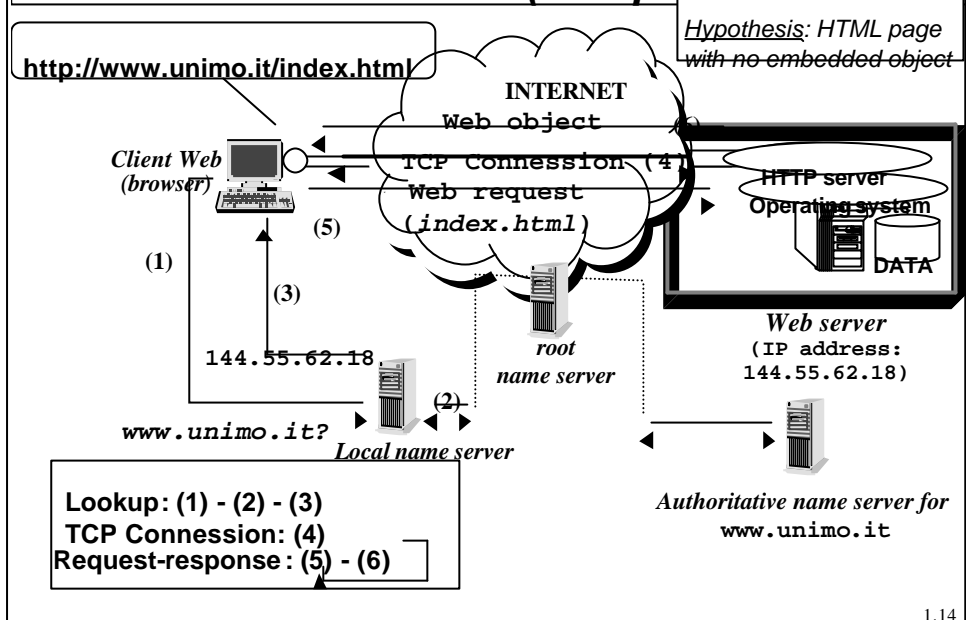 Hypothesis: HTML page
with no embedded object
http://www.unimo.it/index.html
INTERNET
Web object
Client Web
(browser)
TCP Connession (4)
Web request
(index.html)
HTTP server
Operating system
DATA
(5)
(1)
(3)
Web server
(IP address:
144.55.62.18)
root
name server
144.55.62.18
(2)
www.unimo.it?
Local name server
Authoritative name server for
www.unimo.it
Lookup: (1) - (2) - (3)
TCP Connession: (4)
Request-response: (5) - (6)
1.14